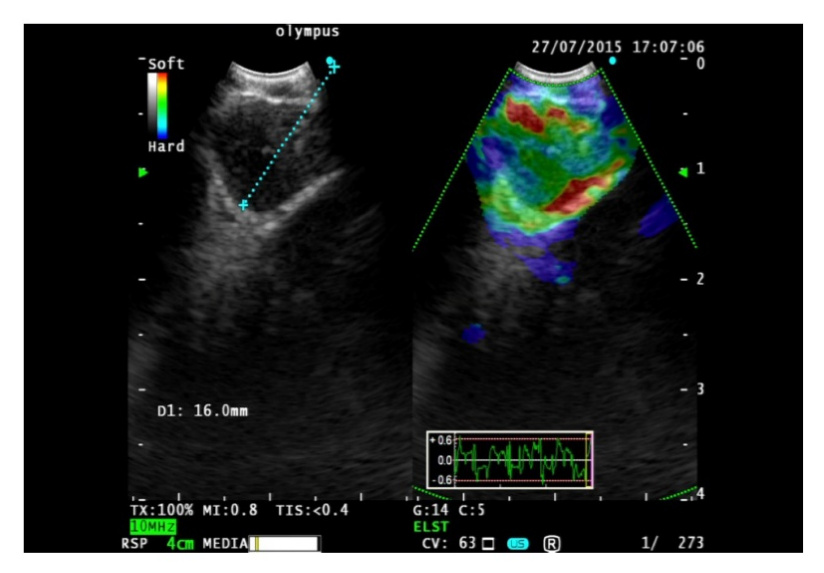 olympus
27/07/2015 17:07:06
Soft
0
Hard
1
2
3
D1: 16.0mm
+ 0.6
0.0
- 0.6
4
TX:100% MI:0.8 TIS:<0.4 G:14 C:5
10MHz ELST
RSP 4cm MEDIA CV: 63 US R 1/ 273